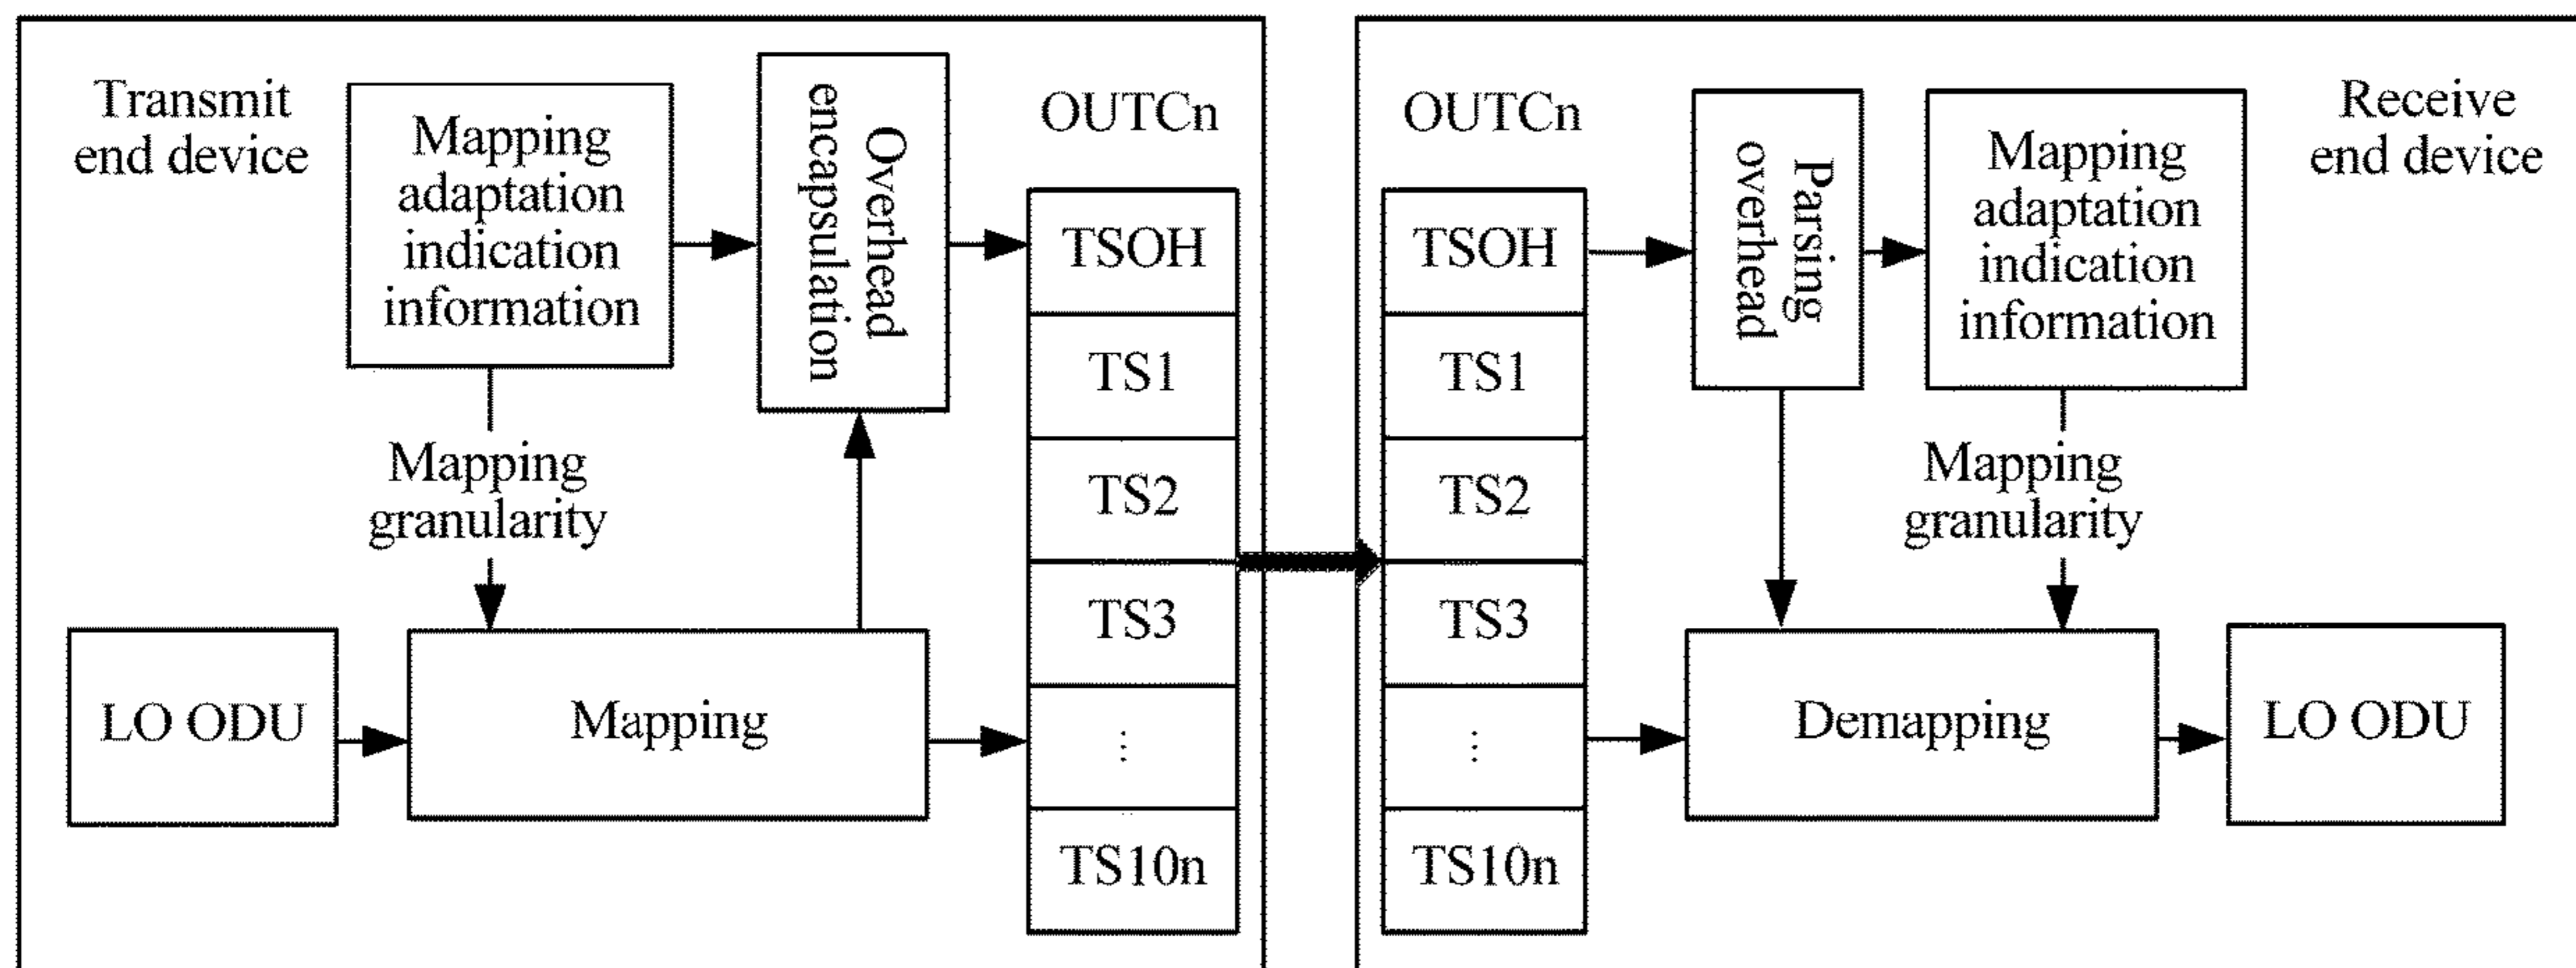 Transmit
end device
Mapping
adaptation
indication
information
Overhead
encapsulation
OUTCn
TSOH
TS1
TS2
TS3
⋮
TS10n
Mapping
granularity
LO ODU
Mapping
OUTCn
TSOH
TS1
TS2
TS3
⋮
TS10n
Parsing
overhead
Mapping
adaptation
indication
information
Receive
end device
Mapping
granularity
Demapping
LO ODU